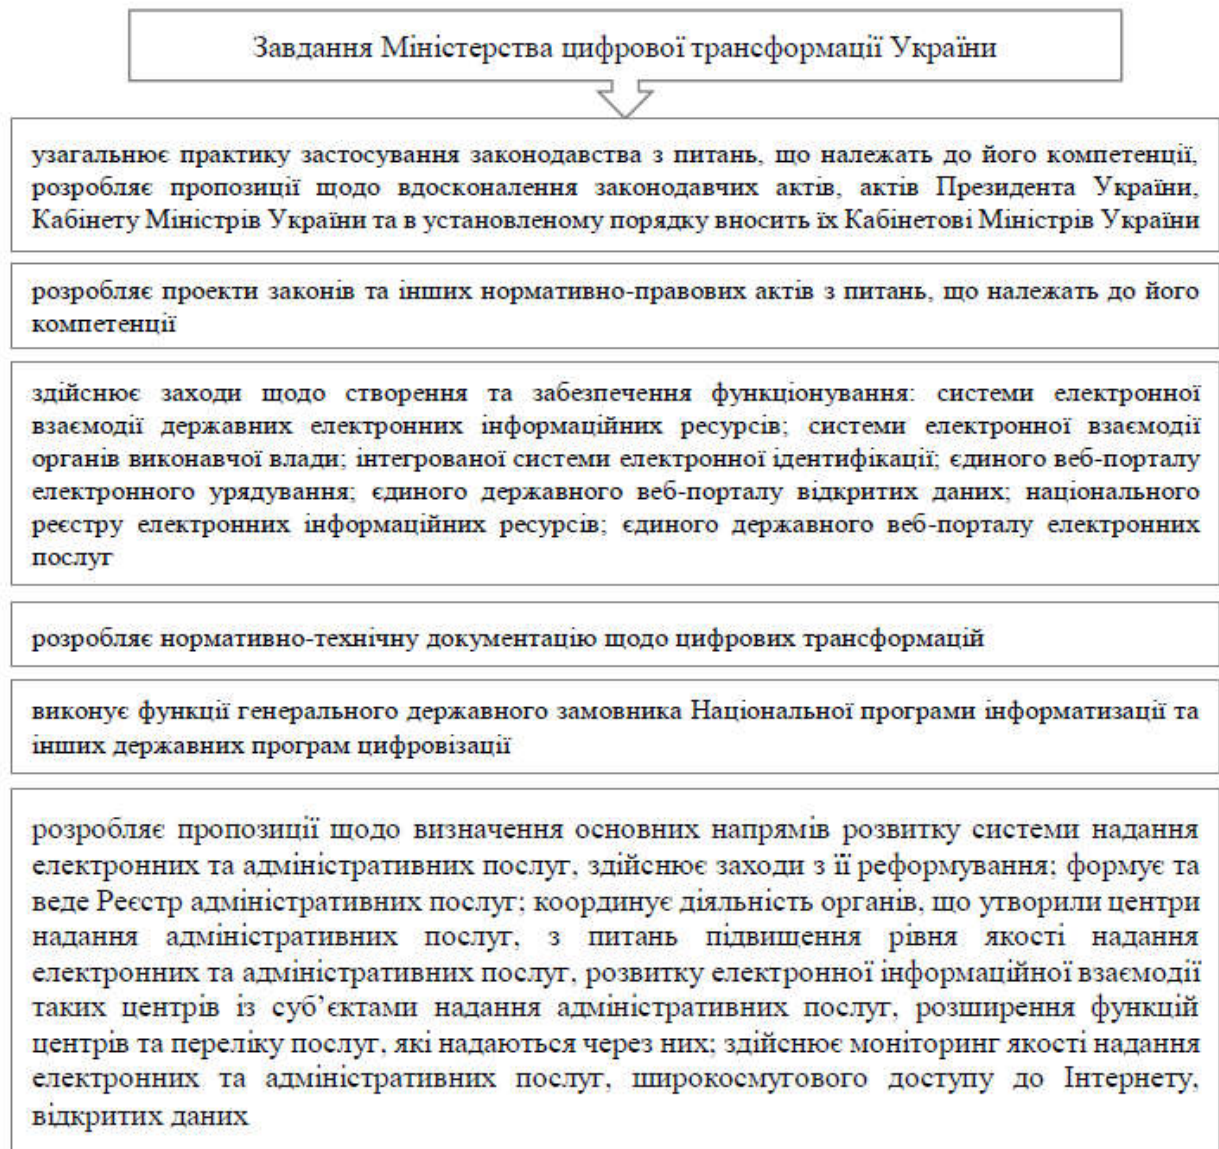 Завдання Міністерства цифрової трансформації України
узагальнює практику застосування законодавства з питань, що належать до його компетенції,
розробляє пропозиції щодо вдосконалення законодавчих актів, актів Президента України,
Кабінету Міністрів України та в установленому порядку вносить їх Кабінетові Міністрів України
розробляє проекти законів та інших нормативно-правових актів з питань, що належать до його
компетенції
здійснює заходи щодо створення та забезпечення функціонування: системи електронної
взаємодії державних електронних інформаційних ресурсів; системи електронної взаємодії
органів виконавчої влади; інтегрованої системи електронної ідентифікації; єдиного веб-порталу
електронного урядування; єдиного державного веб-порталу відкритих даних; національного
реєстру електронних інформаційних ресурсів; єдиного державного веб-порталу електронних
послуг
розробляє нормативно-технічну документацію щодо цифрових трансформацій
виконує функції генерального державного замовника Національної програми інформатизації та
інших державних програм цифровізації
розробляє пропозиції щодо визначення основних напрямів розвитку системи надання
електронних та адміністративних послуг, здійснює заходи з її реформування; формує та
веде Реєстр адміністративних послуг; координує діяльність органів, що утворили центри
надання адміністративних послуг, з питань підвищення рівня якості надання
електронних та адміністративних послуг, розвитку електронної інформаційної взаємодії
таких центрів із суб’єктами надання адміністративних послуг, розширення функцій
центрів та переліку послуг, які надаються через них; здійснює моніторинг якості надання
електронних та адміністративних послуг, широкосмугового доступу до Інтернету,
відкритих даних